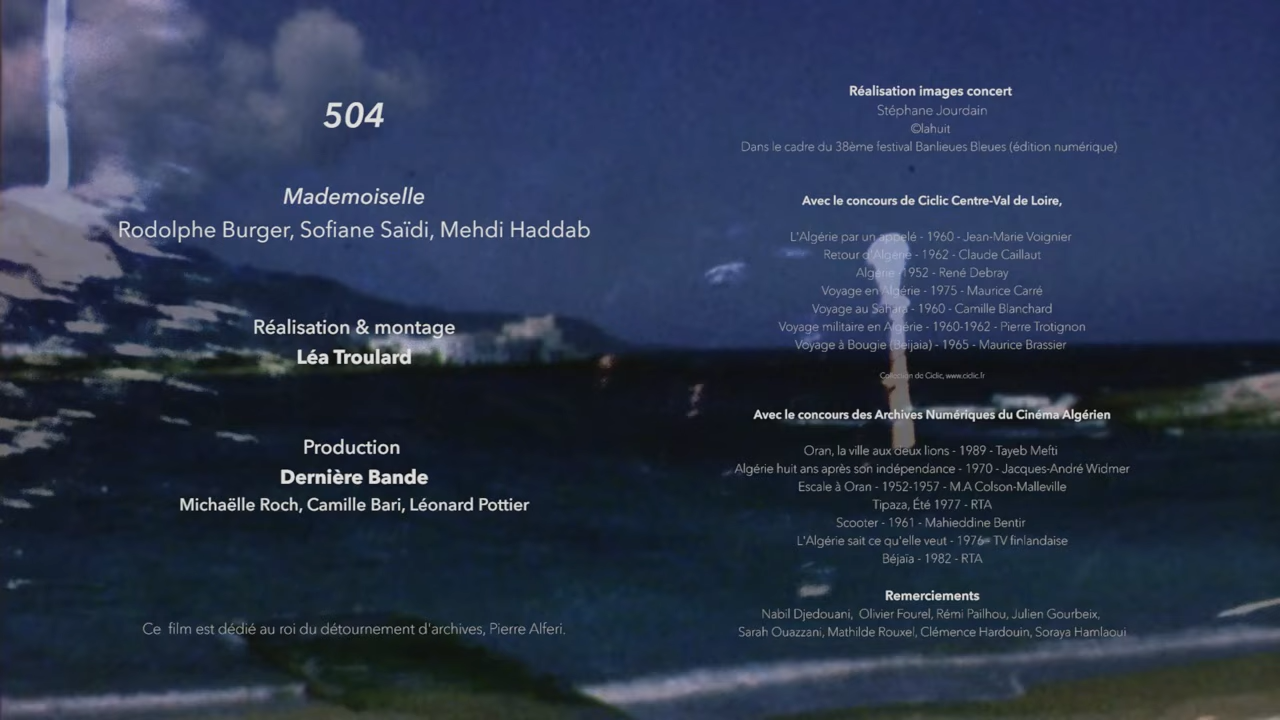 504
Mademoiselle
Rodolphe Burger, Sofiane Saïdi, Mehdi Haddab
Réalisation & montage
Léa Troulard
Production
Dernière Bande
Michaëlle Roch, Camille Bari, Léonard Pottier
Ce film est dédié au roi du détournement d'archives, Pierre Alferi.
Réalisation images concert
Stéphane Jourdain
©lahuit
Dans le cadre du 38ème festival Banlieues Bleues (édition numérique)
Avec le concours de Ciclic Centre-Val de Loire,
L'Algérie par un appelé - 1960 - Jean-Marie Voignier
Retour d'Algérie - 1962 - Claude Caillaut
Algérie 1952 - René Debray
Voyage en Algérie - 1975 - Maurice Carré
Voyage au Sahara - 1960 - Camille Blanchard
Voyage militaire en Algérie - 1960-1962 - Pierre Trotignon
Voyage à Bougie (Bejaia) - 1965 - Maurice Brassier
Collection de Ciclic, www.ciclic.fr
Avec le concours des Archives Numériques du Cinéma Algérien
Oran, la ville aux deux lions - 1989 - Tayeb Mefti
Algérie huit ans après son indépendance - 1970 - Jacques-André Widmer
Escale à Oran - 1952-1957 - M.A Colson-Malleville
Tipaza, Été 1977 - RTA
Scooter - 1961 - Mahieddine Bentir
L'Algérie sait ce qu'elle veut - 1976- TV finlandaise
Béjaïa - 1982 - RTA
Remerciements
Nabil Djedouani, Olivier Fourel, Rémi Pailhou, Julien Gourbeix,
Sarah Ouazzani, Mathilde Rouxel, Clémence Hardouin, Soraya Hamlaoui